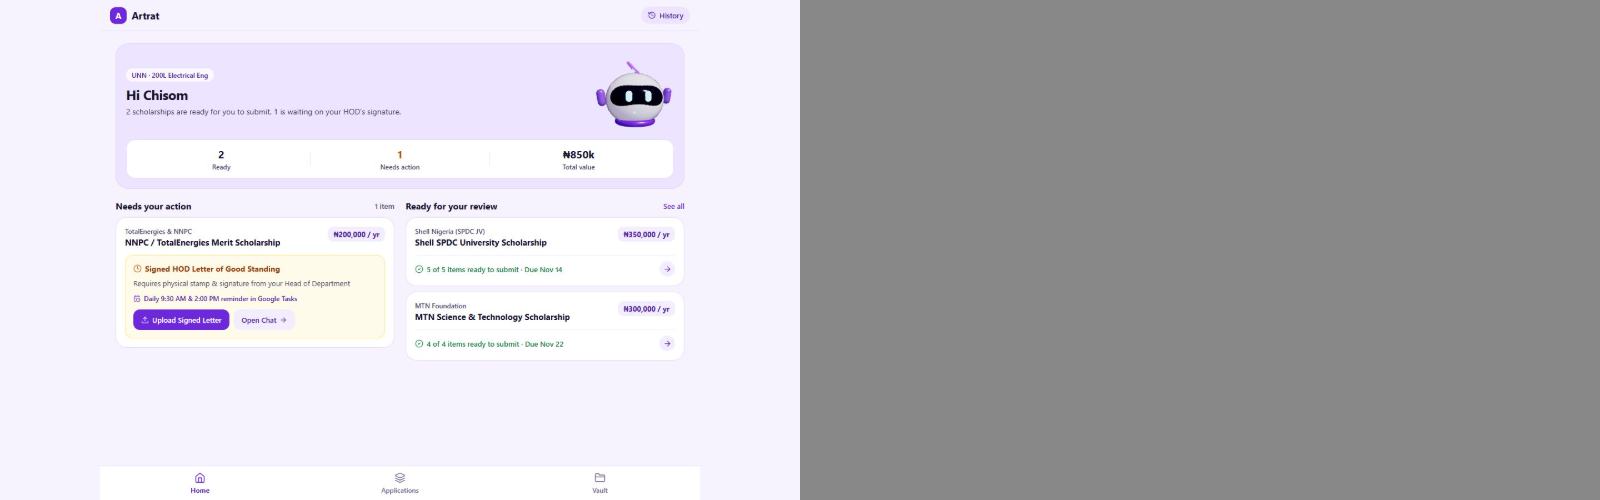 A Artrat
History
UNN · 200L Electrical Eng
Hi Chisom
2 scholarships are ready for you to submit. 1 is waiting on your HOD's signature.
2
Ready
1
Needs action
₦850k
Total value
Needs your action
1 item
TotalEnergies & NNPC
NNPC / TotalEnergies Merit Scholarship
₦200,000 / yr
Signed HOD Letter of Good Standing
Requires physical stamp & signature from your Head of Department
Daily 9:30 AM & 2:00 PM reminder in Google Tasks
Upload Signed Letter
Open Chat →
Ready for your review
See all
Shell Nigeria (SPDC JV)
Shell SPDC University Scholarship
₦350,000 / yr
5 of 5 items ready to submit · Due Nov 14
MTN Foundation
MTN Science & Technology Scholarship
₦300,000 / yr
4 of 4 items ready to submit · Due Nov 22
Home
Applications
Vault